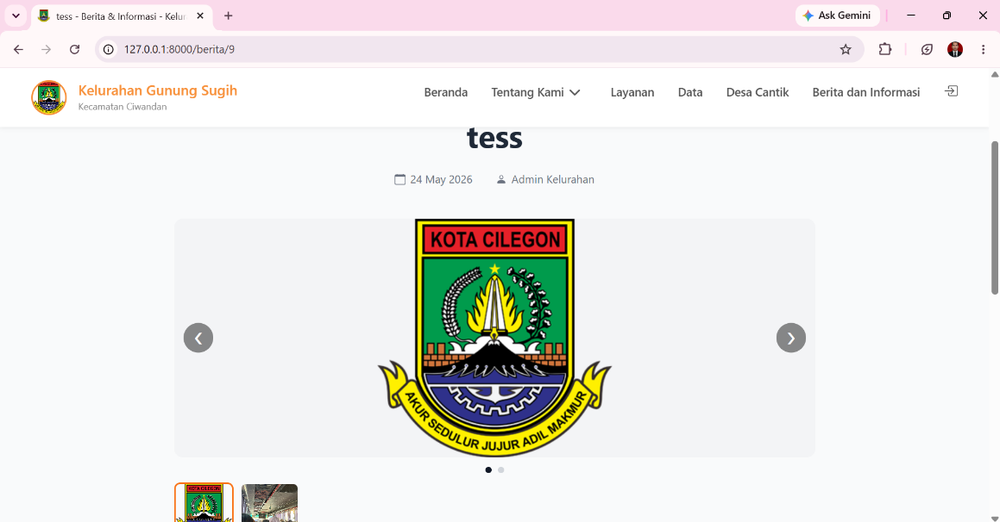 tess - Berita & Informasi - Kelur
Ask Gemini
127.0.0.1:8000/berita/9
Kelurahan Gunung Sugih
Kecamatan Ciwandan
Beranda
Tentang Kami
Layanan
Data
Desa Cantik
Berita dan Informasi
tess
24 May 2026
Admin Kelurahan
KOTA CILEGON
AKUR SEDULUR JUJUR ADIL MAKMUR
KOTA CILEGON